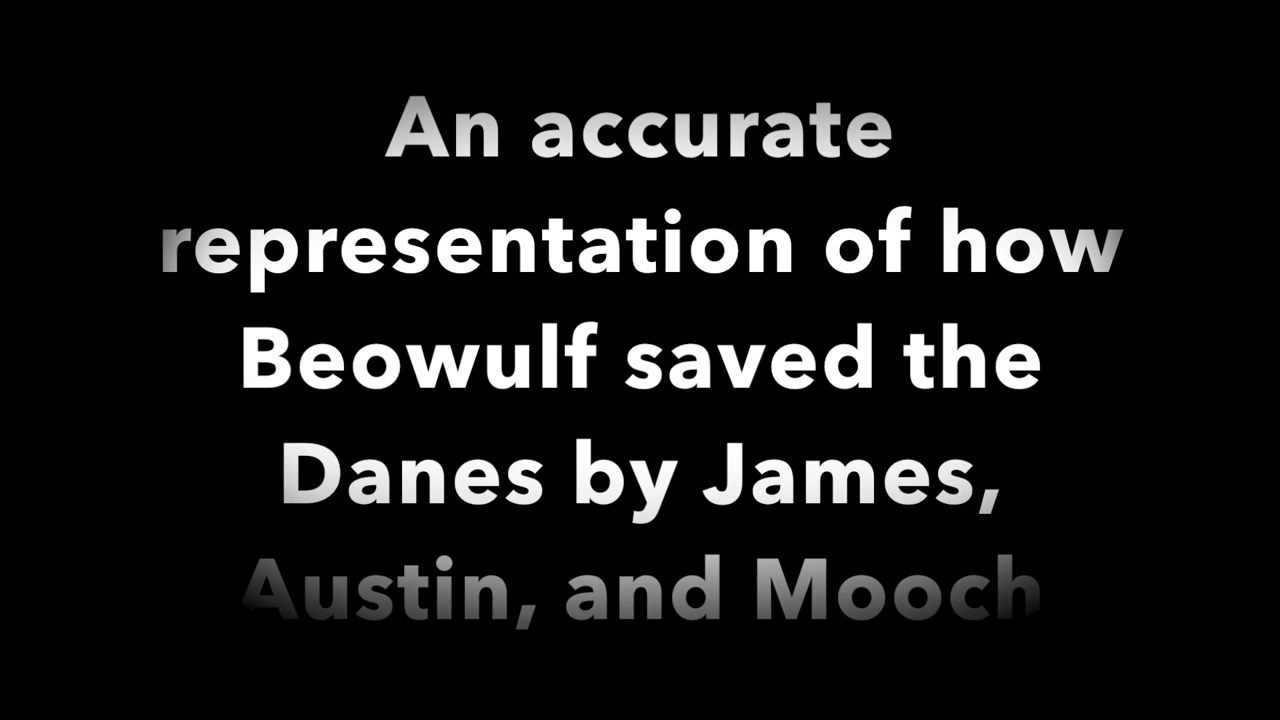 An accurate
representation of how
Beowulf saved the
Danes by James,
Austin, and Mooch